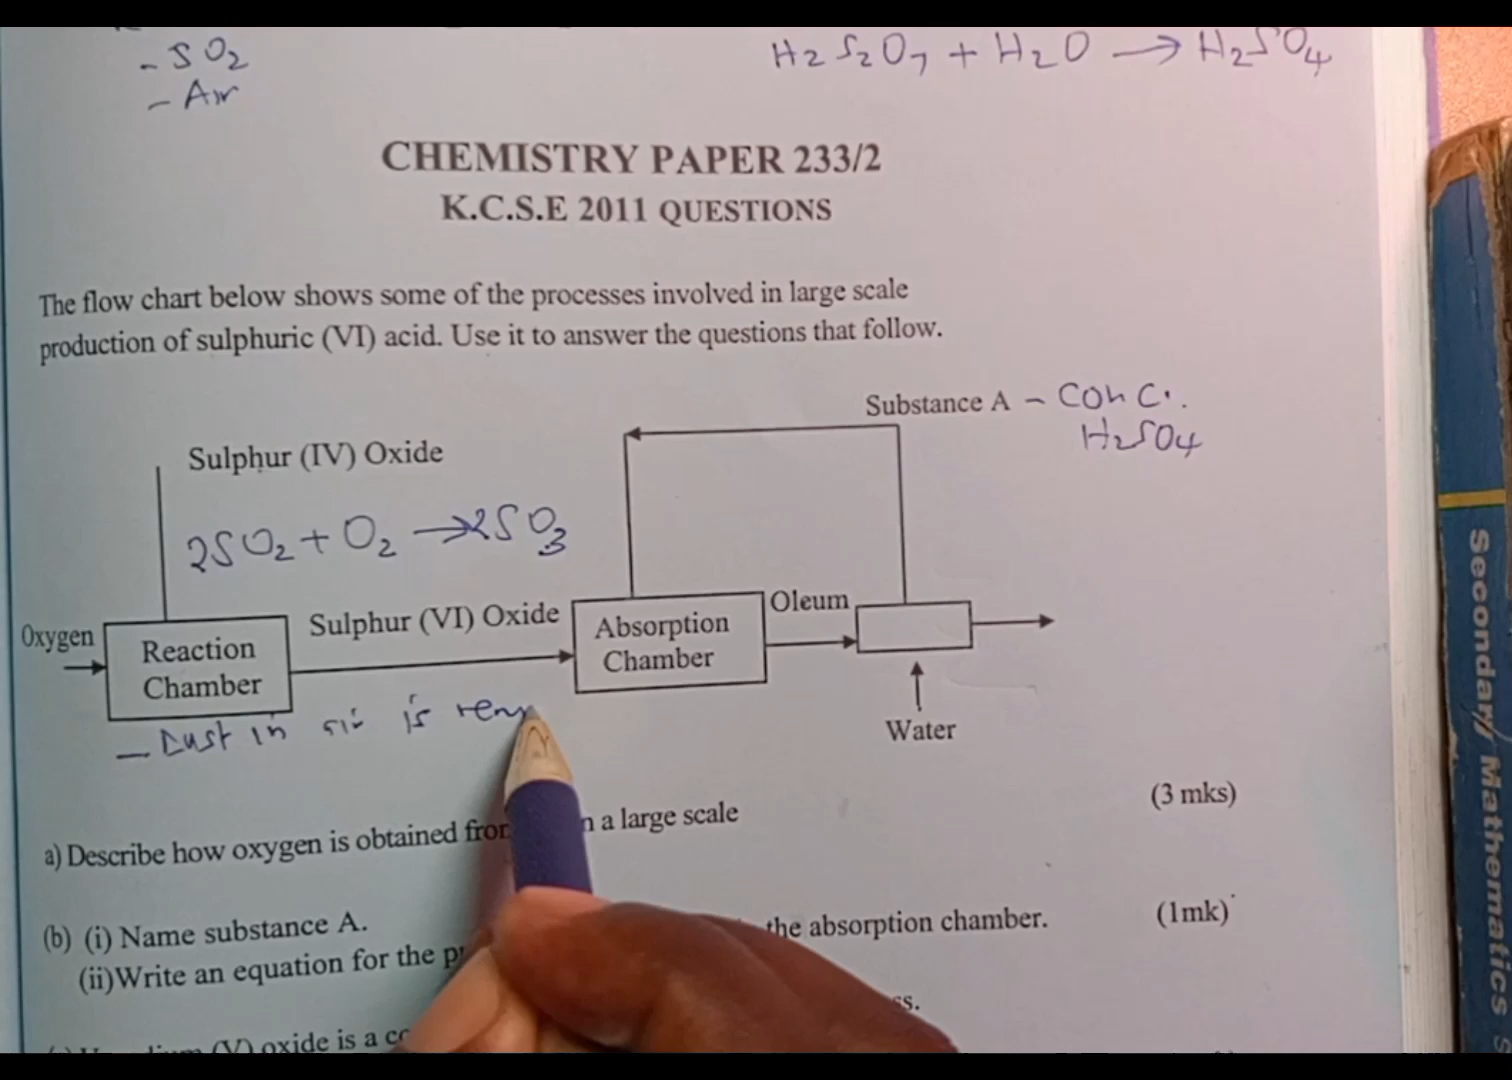 - SO2
- Air
H2S2O7 + H2O → H2SO4
CHEMISTRY PAPER 233/2
K.C.S.E 2011 QUESTIONS
The flow chart below shows some of the processes involved in large scale
production of sulphuric (VI) acid. Use it to answer the questions that follow.
Substance A - Conc.
H2SO4
Sulphur (IV) Oxide
2SO2 + O2 → 2SO3
Oxygen
Reaction
Chamber
Sulphur (VI) Oxide
Absorption
Chamber
Oleum
Water
- Dust in air is rem
(3 mks)
a) Describe how oxygen is obtained a large scale
(b) (i) Name substance A.
(1mk)
(ii) Write an equation for the the absorption chamber.
(V) oxide is a
Secondary Mathematics